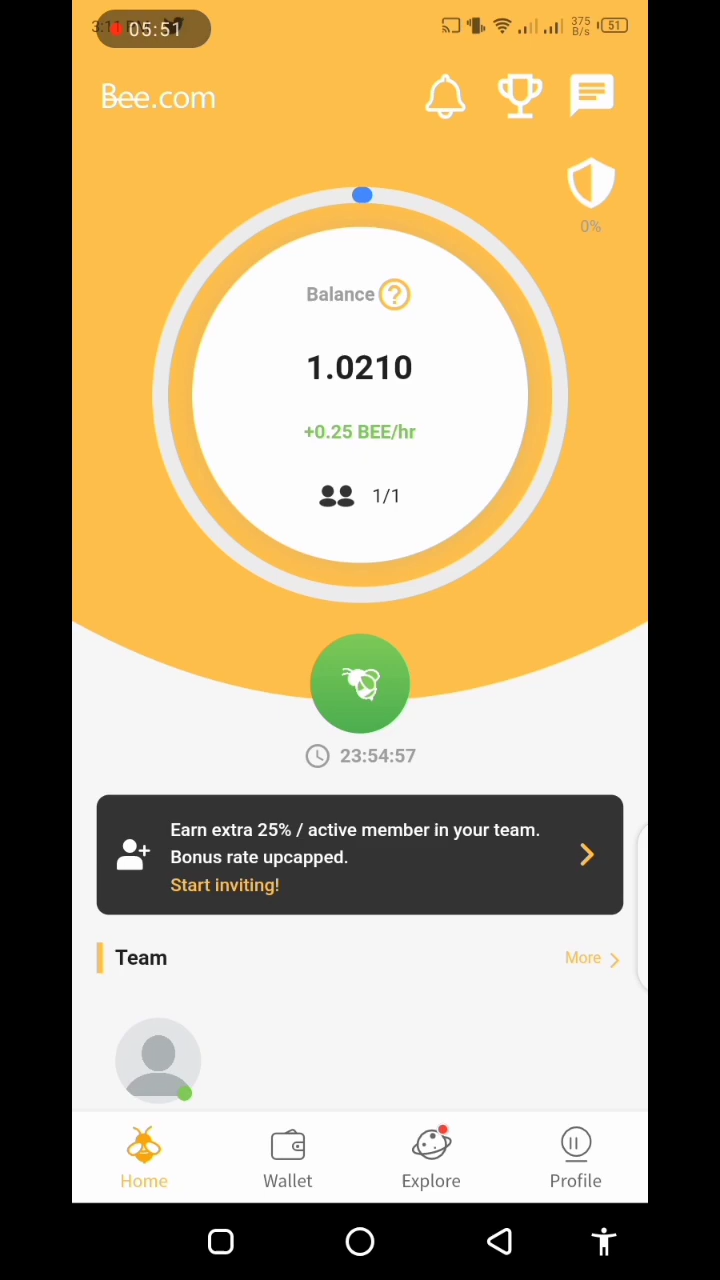 05:51
375
B/s
51
Bee.com
0%
Balance ?
1.0210
+0.25 BEE/hr
1/1
23:54:57
Earn extra 25% / active member in your team.
Bonus rate upcapped.
Start inviting!
Team
More
Home
Wallet
Explore
Profile